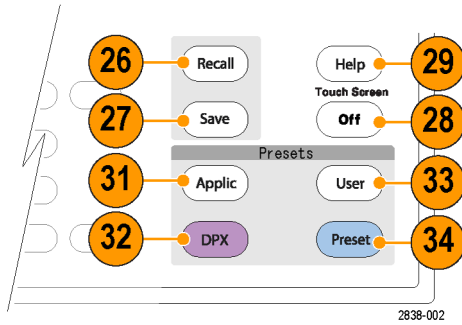 26 Recall Help 29
Touch Screen
27 Save Off 28
Presets
31 Applic User 33
32 DPX Preset 34
2838-002